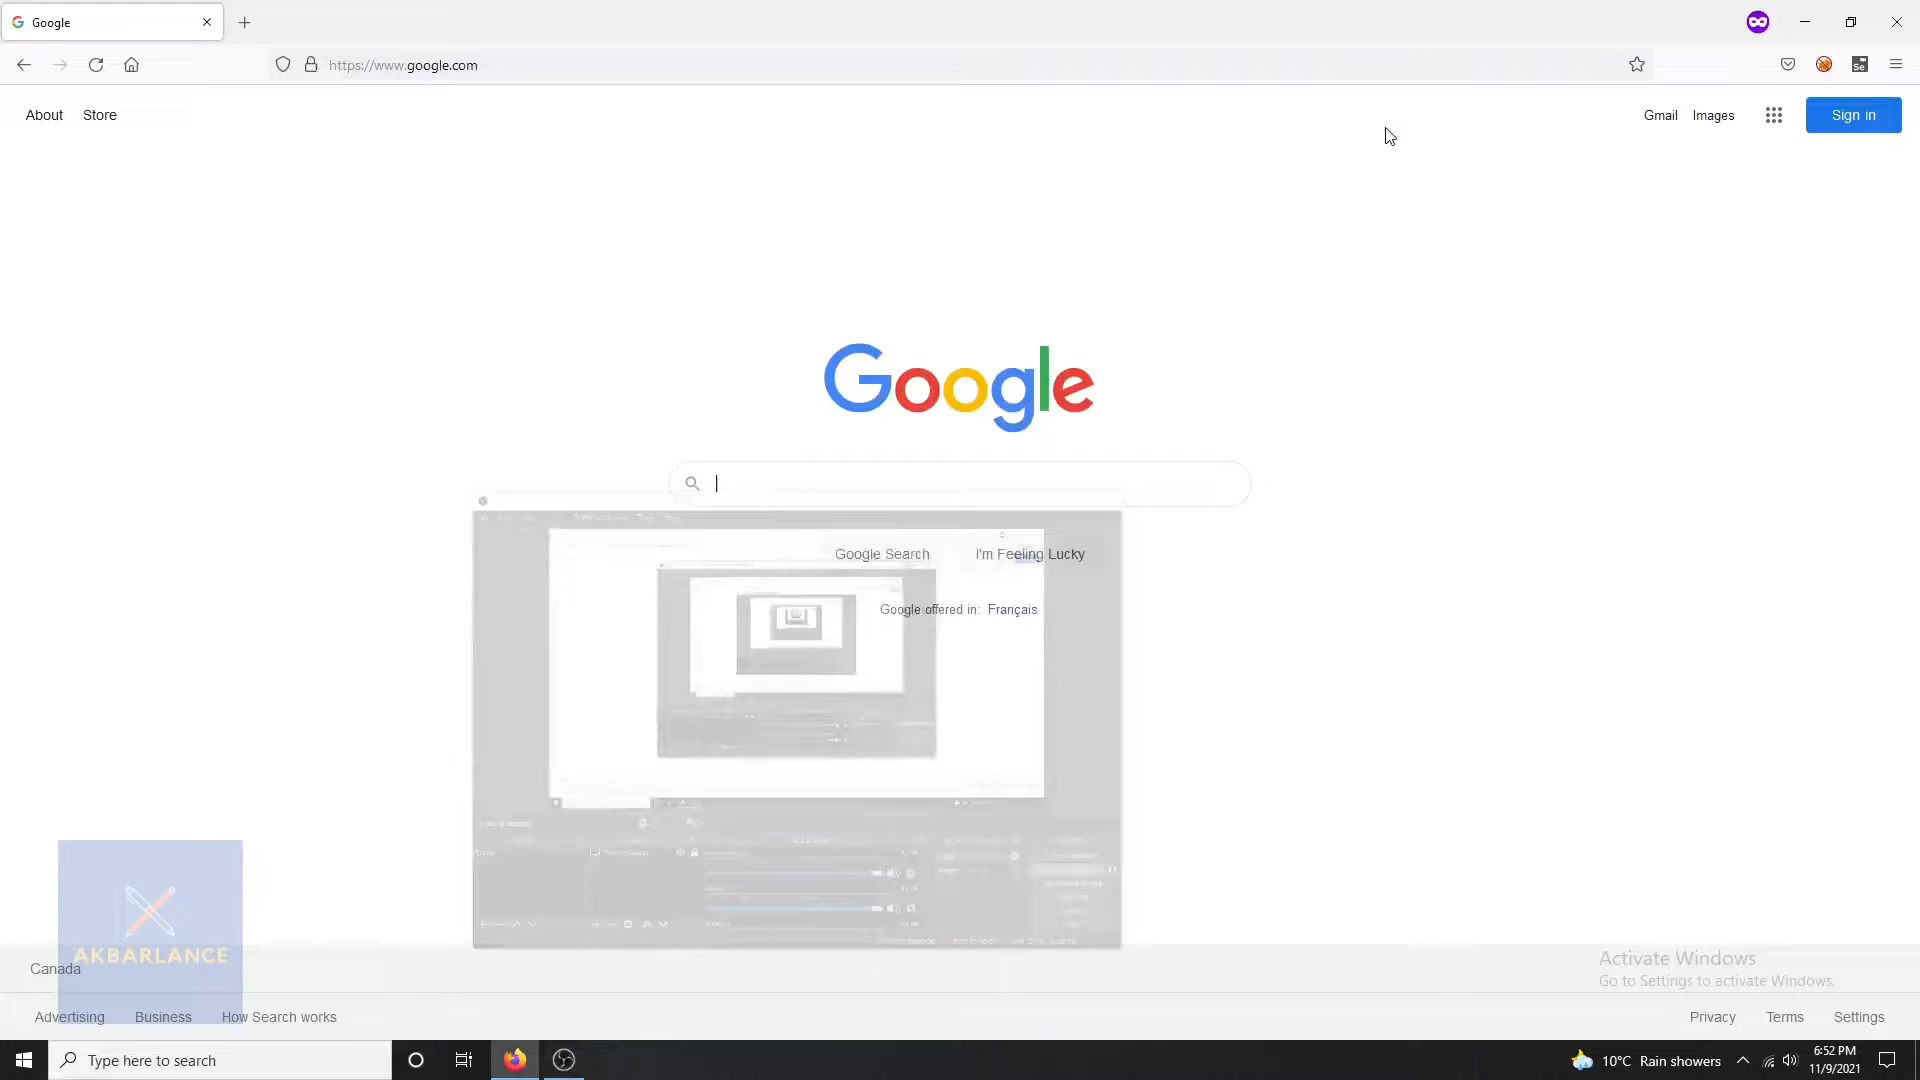 Google
https://www.google.com
About Store
Gmail Images Sign in
Google
Google Search I'm Feeling Lucky
Google offered in: Français
AKBARLANCE
Canada
Activate Windows
Go to Settings to activate Windows.
Advertising Business How Search works
Privacy Terms Settings
Type here to search
10°C Rain showers
6:52 PM
11/9/2021